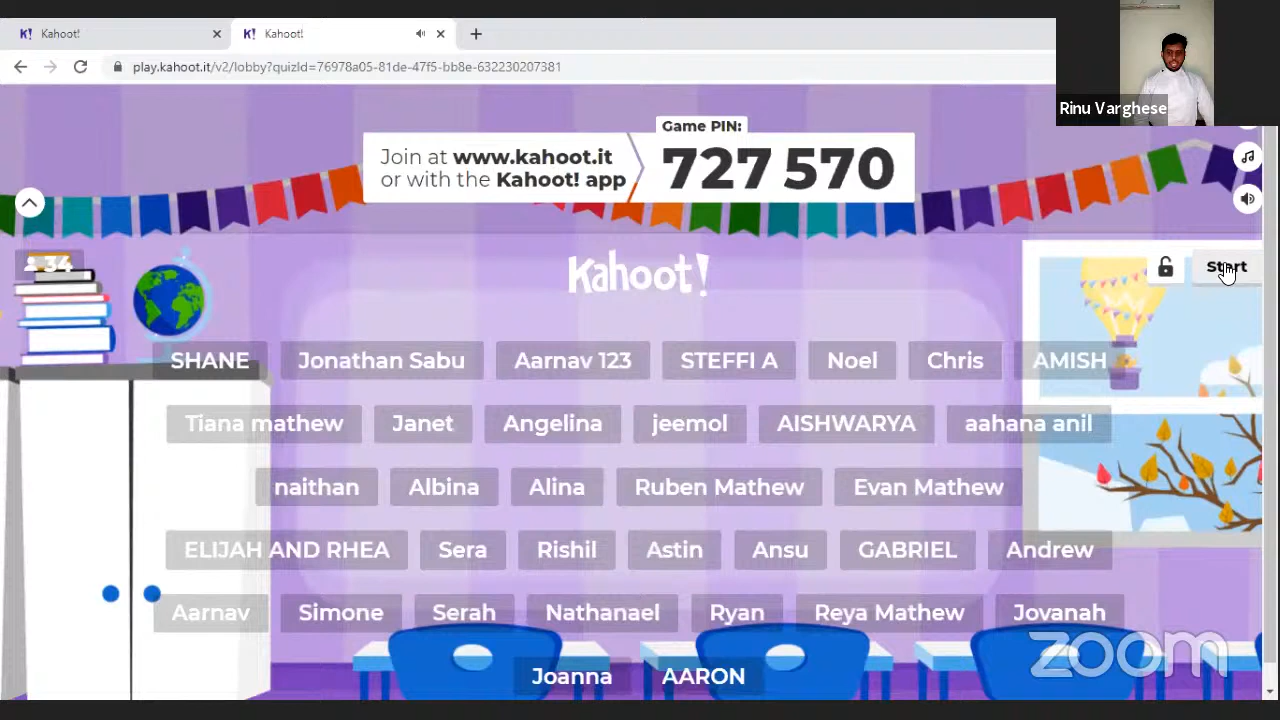 Kahoot!
Kahoot!
play.kahoot.it/v2/lobby?quizId=76978a05-81de-47f5-bb8e-632230207381
Rinu Varghese
Game PIN:
Join at www.kahoot.it
or with the Kahoot! app
727 570
34
Start
Kahoot!
SHANE Jonathan Sabu Aarnav 123 STEFFI A Noel Chris AMISH
Tiana mathew Janet Angelina jeemol AISHWARYA aahana anil
naithan Albina Alina Ruben Mathew Evan Mathew
ELIJAH AND RHEA Sera Rishil Astin Ansu GABRIEL Andrew
Aarnav Simone Serah Nathanael Ryan Reya Mathew Jovanah
Joanna AARON
zoom